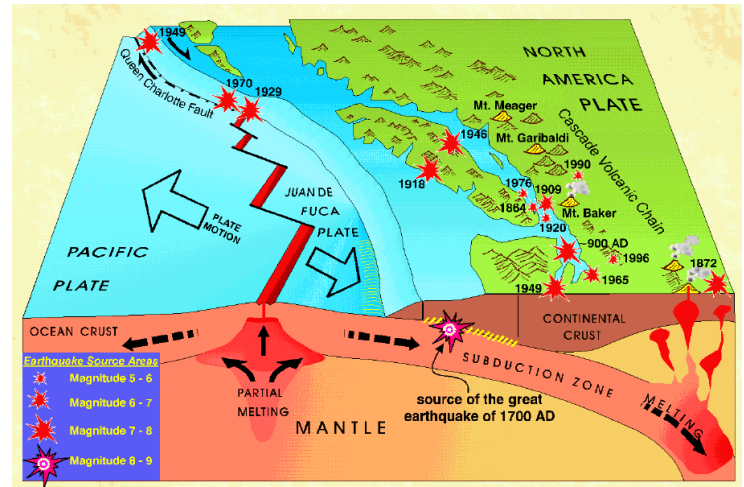 1949
Queen Charlotte Fault
1970
1929
NORTH
AMERICA
PLATE
Mt. Meager
Cascade Volcanic Chain
1946
Mt. Garibaldi
1990
1918
1976
1909
1864
Mt. Baker
1920
JUAN DE
FUCA
PLATE
PLATE
MOTION
900 AD
1996
1872
PACIFIC
PLATE
1949
1965
OCEAN CRUST
CONTINENTAL
CRUST
Earthquake Source Areas
Magnitude 5 - 6
Magnitude 6 - 7
Magnitude 7 - 8
Magnitude 8 - 9
SUBDUCTION ZONE
PARTIAL
MELTING
source of the great
earthquake of 1700 AD
MELTING
MANTLE